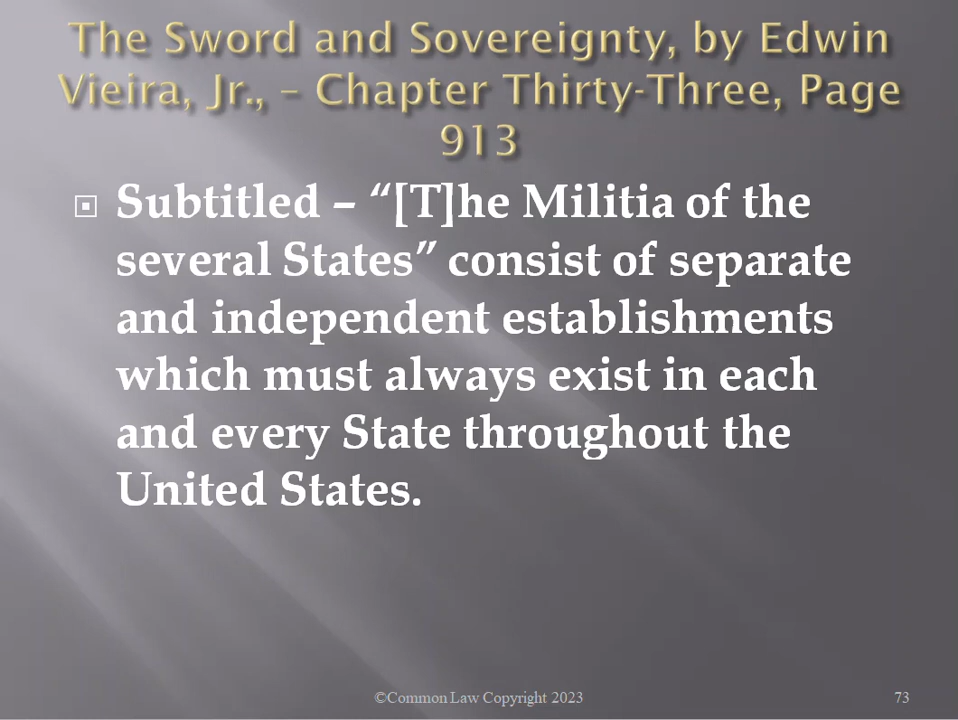 The Sword and Sovereignty, by Edwin
Vieira, Jr., – Chapter Thirty-Three, Page
913
Subtitled – “[T]he Militia of the
several States” consist of separate
and independent establishments
which must always exist in each
and every State throughout the
United States.
©Common Law Copyright 2023
73